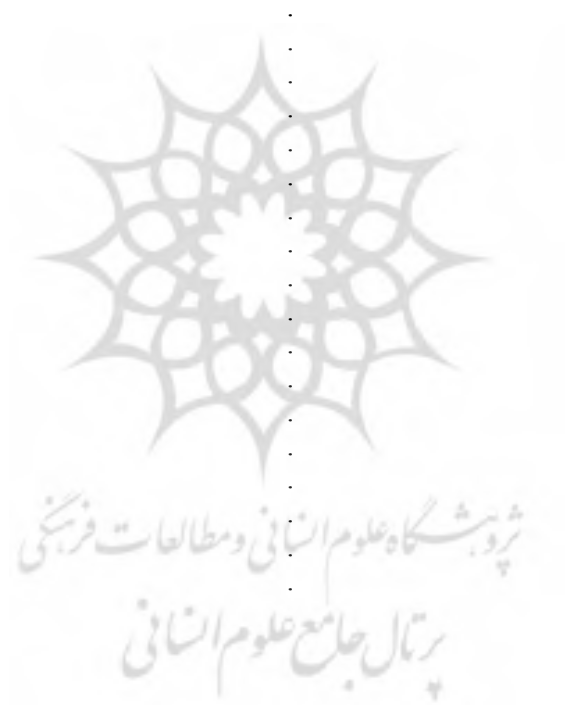 پژوهشگاه علوم انسانی و مطالعات فرهنگی
پرتال جامع علوم انسانی